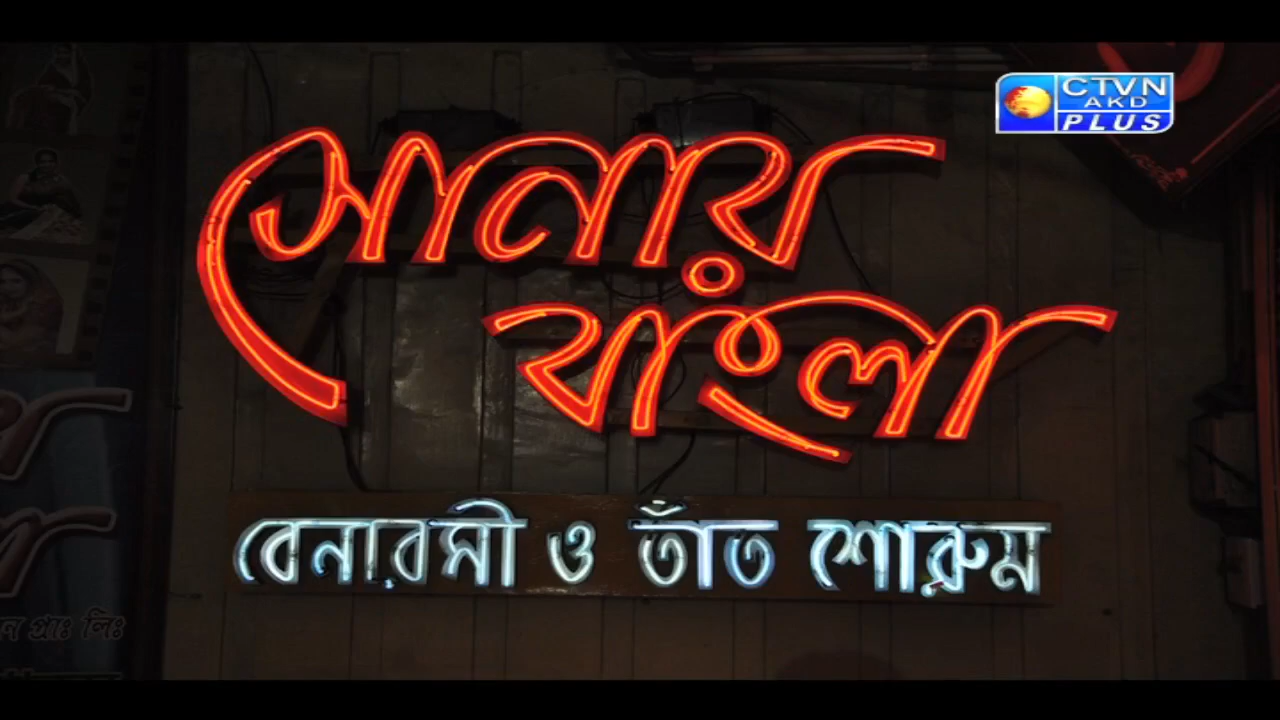 CTVN
AKD
PLUS
সোনায়
বাংলা
বেনারসী ও তাঁত শোরুম
ন প্রাঃ লিঃ